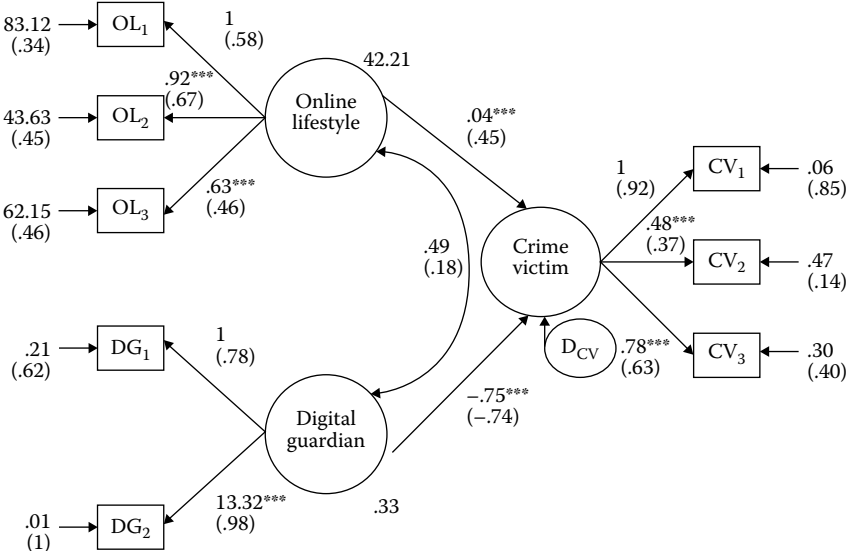 83.12
(.34)
OL₁
1
(.58)
42.21
.92***
(.67)
43.63
(.45)
OL₂
Online
lifestyle
.04***
(.45)
62.15
(.46)
OL₃
.63***
(.46)
1
(.92)
CV₁
.06
(.85)
.49
(.18)
Crime
victim
.48***
(.37)
CV₂
.47
(.14)
.21
(.62)
DG₁
1
(.78)
D_CV
.78***
(.63)
CV₃
.30
(.40)
Digital
guardian
–.75***
(–.74)
13.32***
(.98)
.33
.01
(1)
DG₂